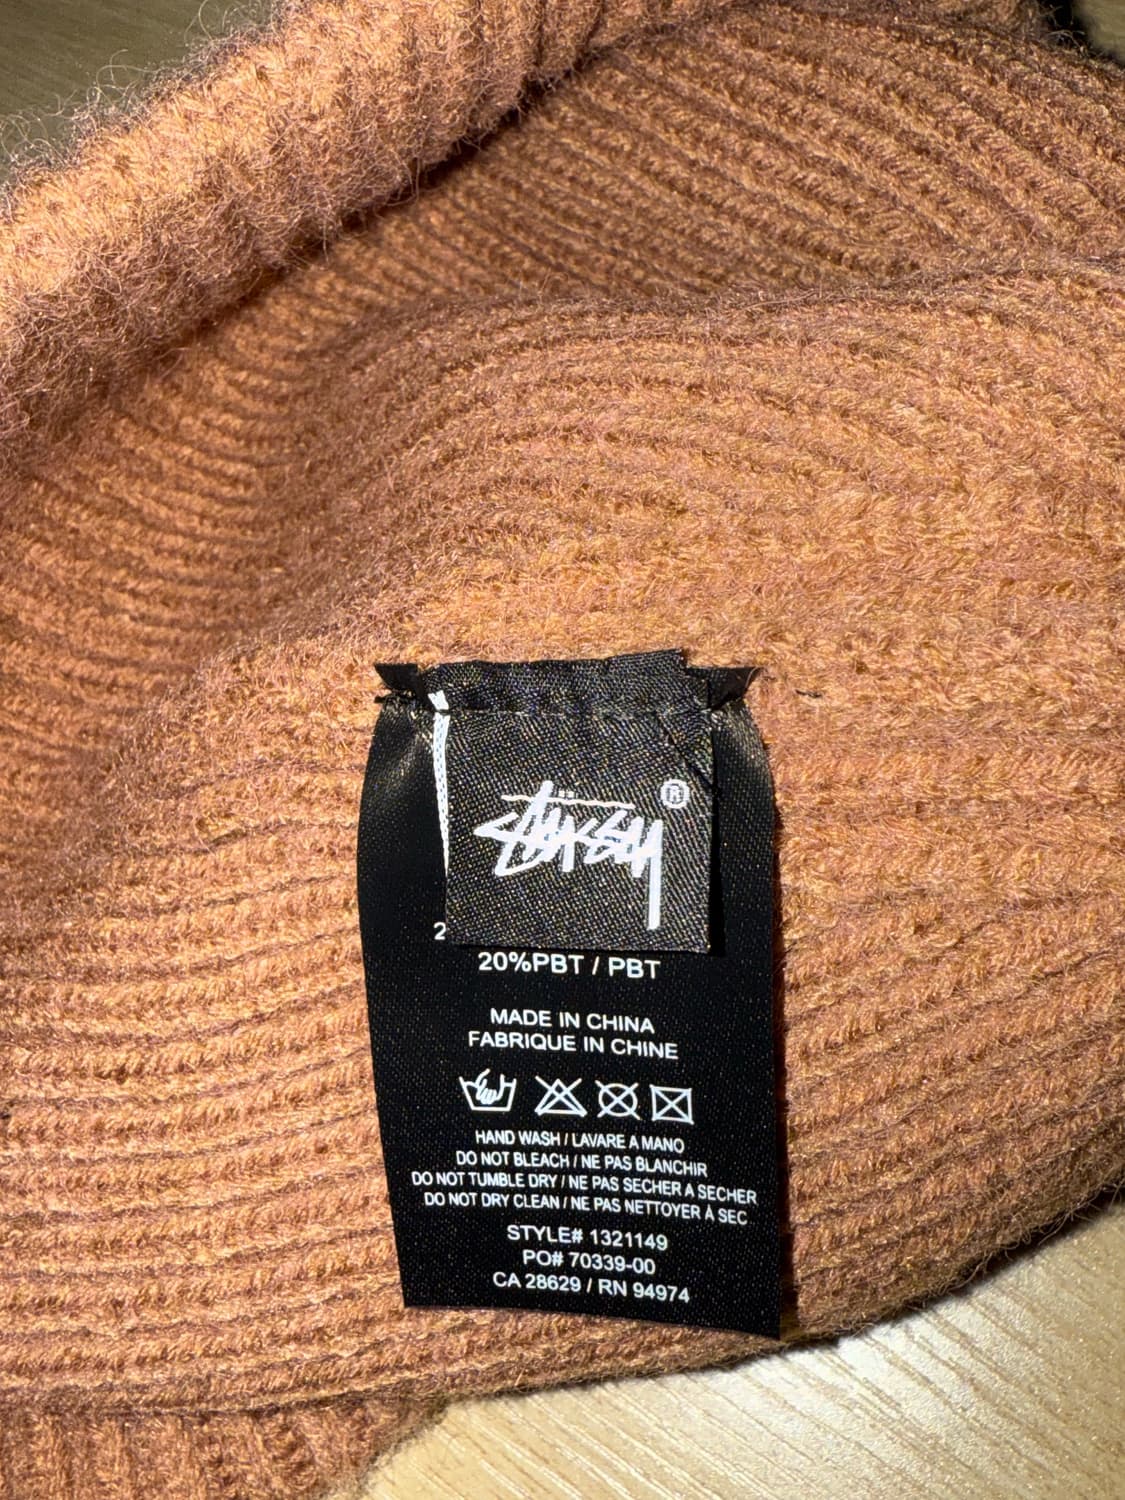 Stüssy ®
2
20%PBT / PBT
MADE IN CHINA
FABRIQUE IN CHINE
HAND WASH / LAVARE A MANO
DO NOT BLEACH / NE PAS BLANCHIR
DO NOT TUMBLE DRY / NE PAS SECHER A SECHER
DO NOT DRY CLEAN / NE PAS NETTOYER À SEC
STYLE# 1321149
PO# 70339-00
CA 28629 / RN 94974